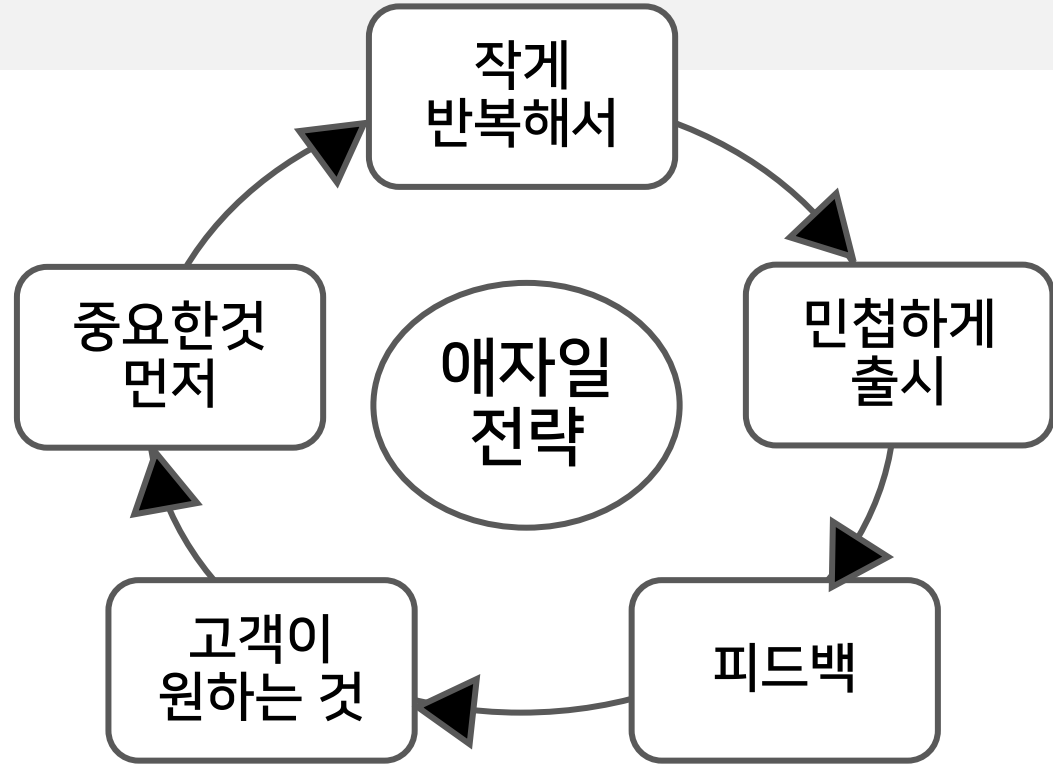 작게
반복해서
민첩하게
출시
피드백
고객이
원하는 것
중요한것
먼저
애자일
전략